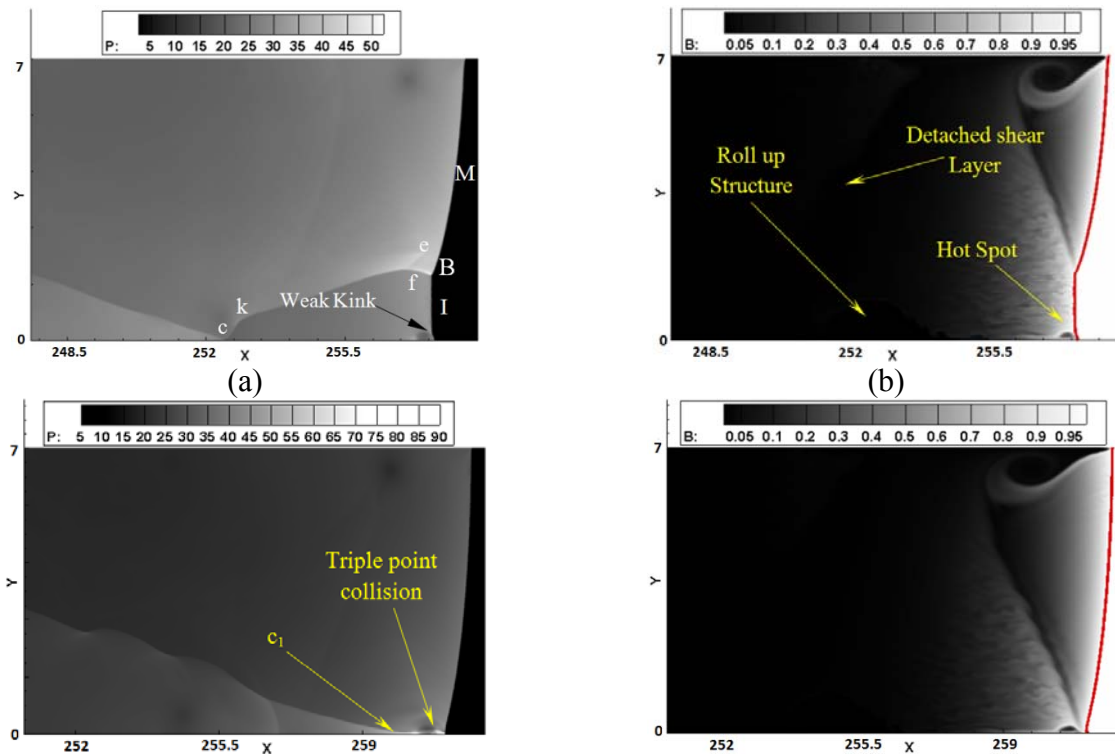 P: 5 10 15 20 25 30 35 40 45 50
7
M
Y
e
B
f
I
k
Weak Kink
c
0
248.5 252 X 255.5
(a)
B: 0.05 0.1 0.2 0.3 0.4 0.5 0.6 0.7 0.8 0.9 0.95
7
Detached shear
Layer
Roll up
Structure
Y
Hot Spot
0
248.5 252 X 255.5
(b)
P: 5 10 15 20 25 30 35 40 45 50 55 60 65 70 75 80 85 90
7
Y
Triple point
collision
c1
0
252 255.5 X 259
B: 0.05 0.1 0.2 0.3 0.4 0.5 0.6 0.7 0.8 0.9 0.95
7
Y
0
252 255.5 X 259